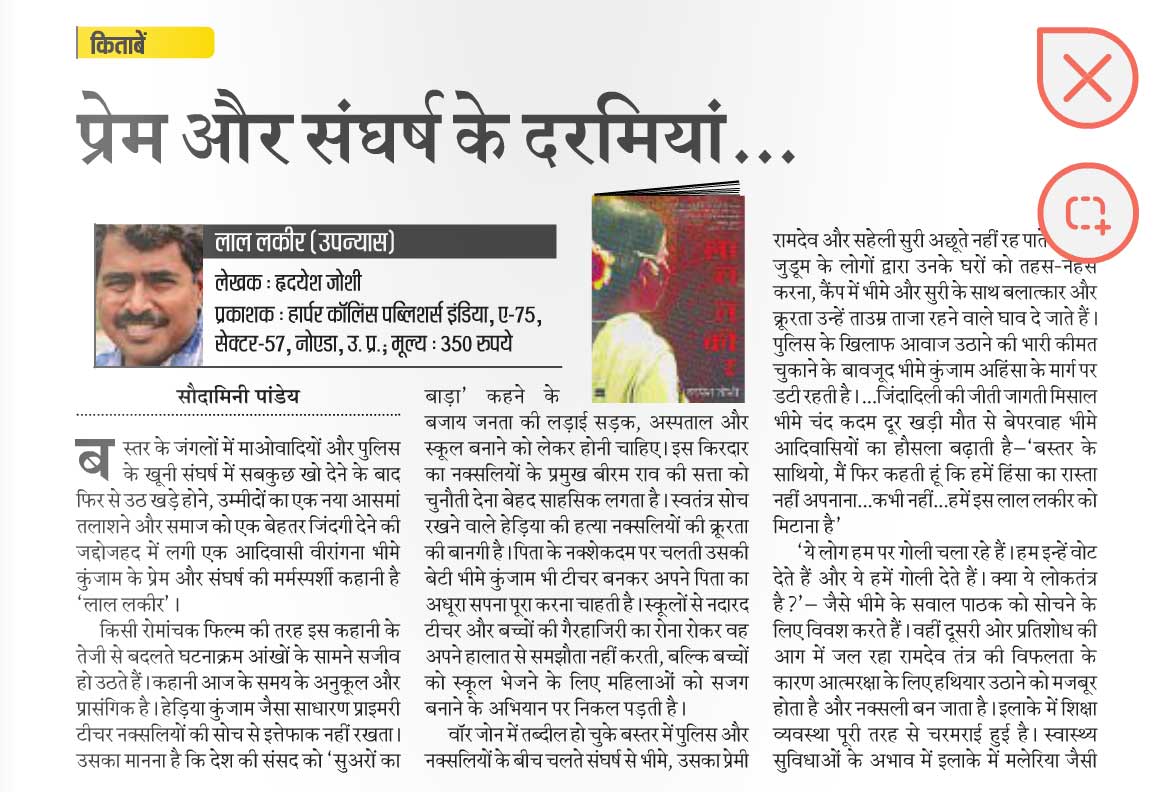 किताबें
प्रेम और संघर्ष के दरमियां...
लाल लकीर (उपन्यास)
लेखक : हृदयेश जोशी
प्रकाशक : हार्पर कॉलिंस पब्लिशर्स इंडिया, ए-75,
सेक्टर-57, नोएडा, उ. प्र.; मूल्य : 350 रुपये
लाल लकीर
सौदामिनी पांडेय
बस्तर के जंगलों में माओवादियों और पुलिस
के खूनी संघर्ष में सबकुछ खो देने के बाद
फिर से उठ खड़े होने, उम्मीदों का एक नया आसमां
तलाशने और समाज को एक बेहतर जिंदगी देने की
जद्दोजहद में लगी एक आदिवासी वीरांगना भीमे
कुंजाम के प्रेम और संघर्ष की मर्मस्पर्शी कहानी है
‘लाल लकीर’।
किसी रोमांचक फिल्म की तरह इस कहानी के
तेजी से बदलते घटनाक्रम आंखों के सामने सजीव
हो उठते हैं। कहानी आज के समय के अनुकूल और
प्रासंगिक है। हेड़िया कुंजाम जैसा साधारण प्राइमरी
टीचर नक्सलियों की सोच से इत्तेफाक नहीं रखता।
उसका मानना है कि देश की संसद को ‘सुअरों का
बाड़ा’ कहने के
बजाय जनता की लड़ाई सड़क, अस्पताल और
स्कूल बनाने को लेकर होनी चाहिए। इस किरदार
का नक्सलियों के प्रमुख बीरम राव की सत्ता को
चुनौती देना बेहद साहसिक लगता है। स्वतंत्र सोच
रखने वाले हेड़िया की हत्या नक्सलियों की क्रूरता
की बानगी है। पिता के नक्शेकदम पर चलती उसकी
बेटी भीमे कुंजाम भी टीचर बनकर अपने पिता का
अधूरा सपना पूरा करना चाहती है। स्कूलों से नदारद
टीचर और बच्चों की गैरहाजिरी का रोना रोकर वह
अपने हालात से समझौता नहीं करती, बल्कि बच्चों
को स्कूल भेजने के लिए महिलाओं को सजग
बनाने के अभियान पर निकल पड़ती है।
वॉर जोन में तब्दील हो चुके बस्तर में पुलिस और
नक्सलियों के बीच चलते संघर्ष से भीमे, उसका प्रेमी
रामदेव और सहेली सुरी अछूते नहीं रह पाते
जुडूम के लोगों द्वारा उनके घरों को तहस-नहस
करना, कैंप में भीमे और सुरी के साथ बलात्कार और
क्रूरता उन्हें ताउम्र ताजा रहने वाले घाव दे जाते हैं।
पुलिस के खिलाफ आवाज उठाने की भारी कीमत
चुकाने के बावजूद भीमे कुंजाम अहिंसा के मार्ग पर
डटी रहती है।...जिंदादिली की जीती जागती मिसाल
भीमे चंद कदम दूर खड़ी मौत से बेपरवाह भीमे
आदिवासियों का हौसला बढ़ाती है–‘बस्तर के
साथियो, मैं फिर कहती हूं कि हमें हिंसा का रास्ता
नहीं अपनाना...कभी नहीं...हमें इस लाल लकीर को
मिटाना है’
‘ये लोग हम पर गोली चला रहे हैं। हम इन्हें वोट
देते हैं और ये हमें गोली देते हैं। क्या ये लोकतंत्र
है?’– जैसे भीमे के सवाल पाठक को सोचने के
लिए विवश करते हैं। वहीं दूसरी ओर प्रतिशोध की
आग में जल रहा रामदेव तंत्र की विफलता के
कारण आत्मरक्षा के लिए हथियार उठाने को मजबूर
होता है और नक्सली बन जाता है। इलाके में शिक्षा
व्यवस्था पूरी तरह से चरमराई हुई है। स्वास्थ्य
सुविधाओं के अभाव में इलाके में मलेरिया जैसी